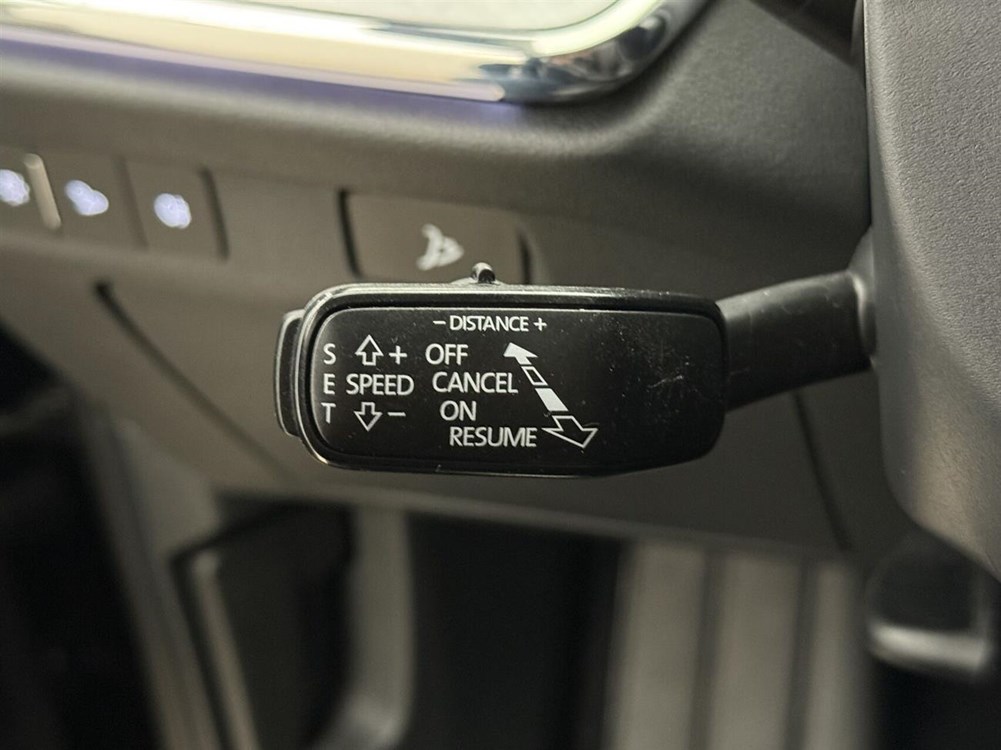 − DISTANCE +
S + OFF
E SPEED CANCEL
T − ON
RESUME